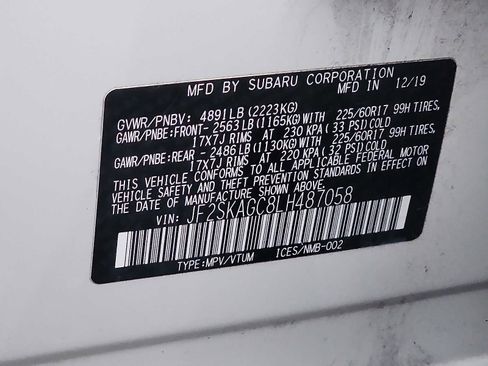 MFD BY SUBARU CORPORATION
MFD IN 12/19
GVWR/PNBV: 4891LB (2223KG)
GAWR/PNBE:FRONT- 2563LB(1165KG)WITH 225/60R17 99H TIRES,
17X7J RIMS AT 230 KPA(33 PSI)COLD
GAWR/PNBE:REAR -2486LB(1130KG)WITH 225/60R17 99H TIRES,
17X7J RIMS AT 220 KPA(32 PSI)COLD
THIS VEHICLE CONFORMS TO ALL APPLICABLE FEDERAL MOTOR
VEHICLE SAFETY AND THEFT PREVENTION STANDARDS IN EFFECT ON
THE DATE OF MANUFACTURE SHOWN ABOVE.
VIN: JF2SKAGC8LH487058
TYPE:MPV/VTUM ICES/NMB-002